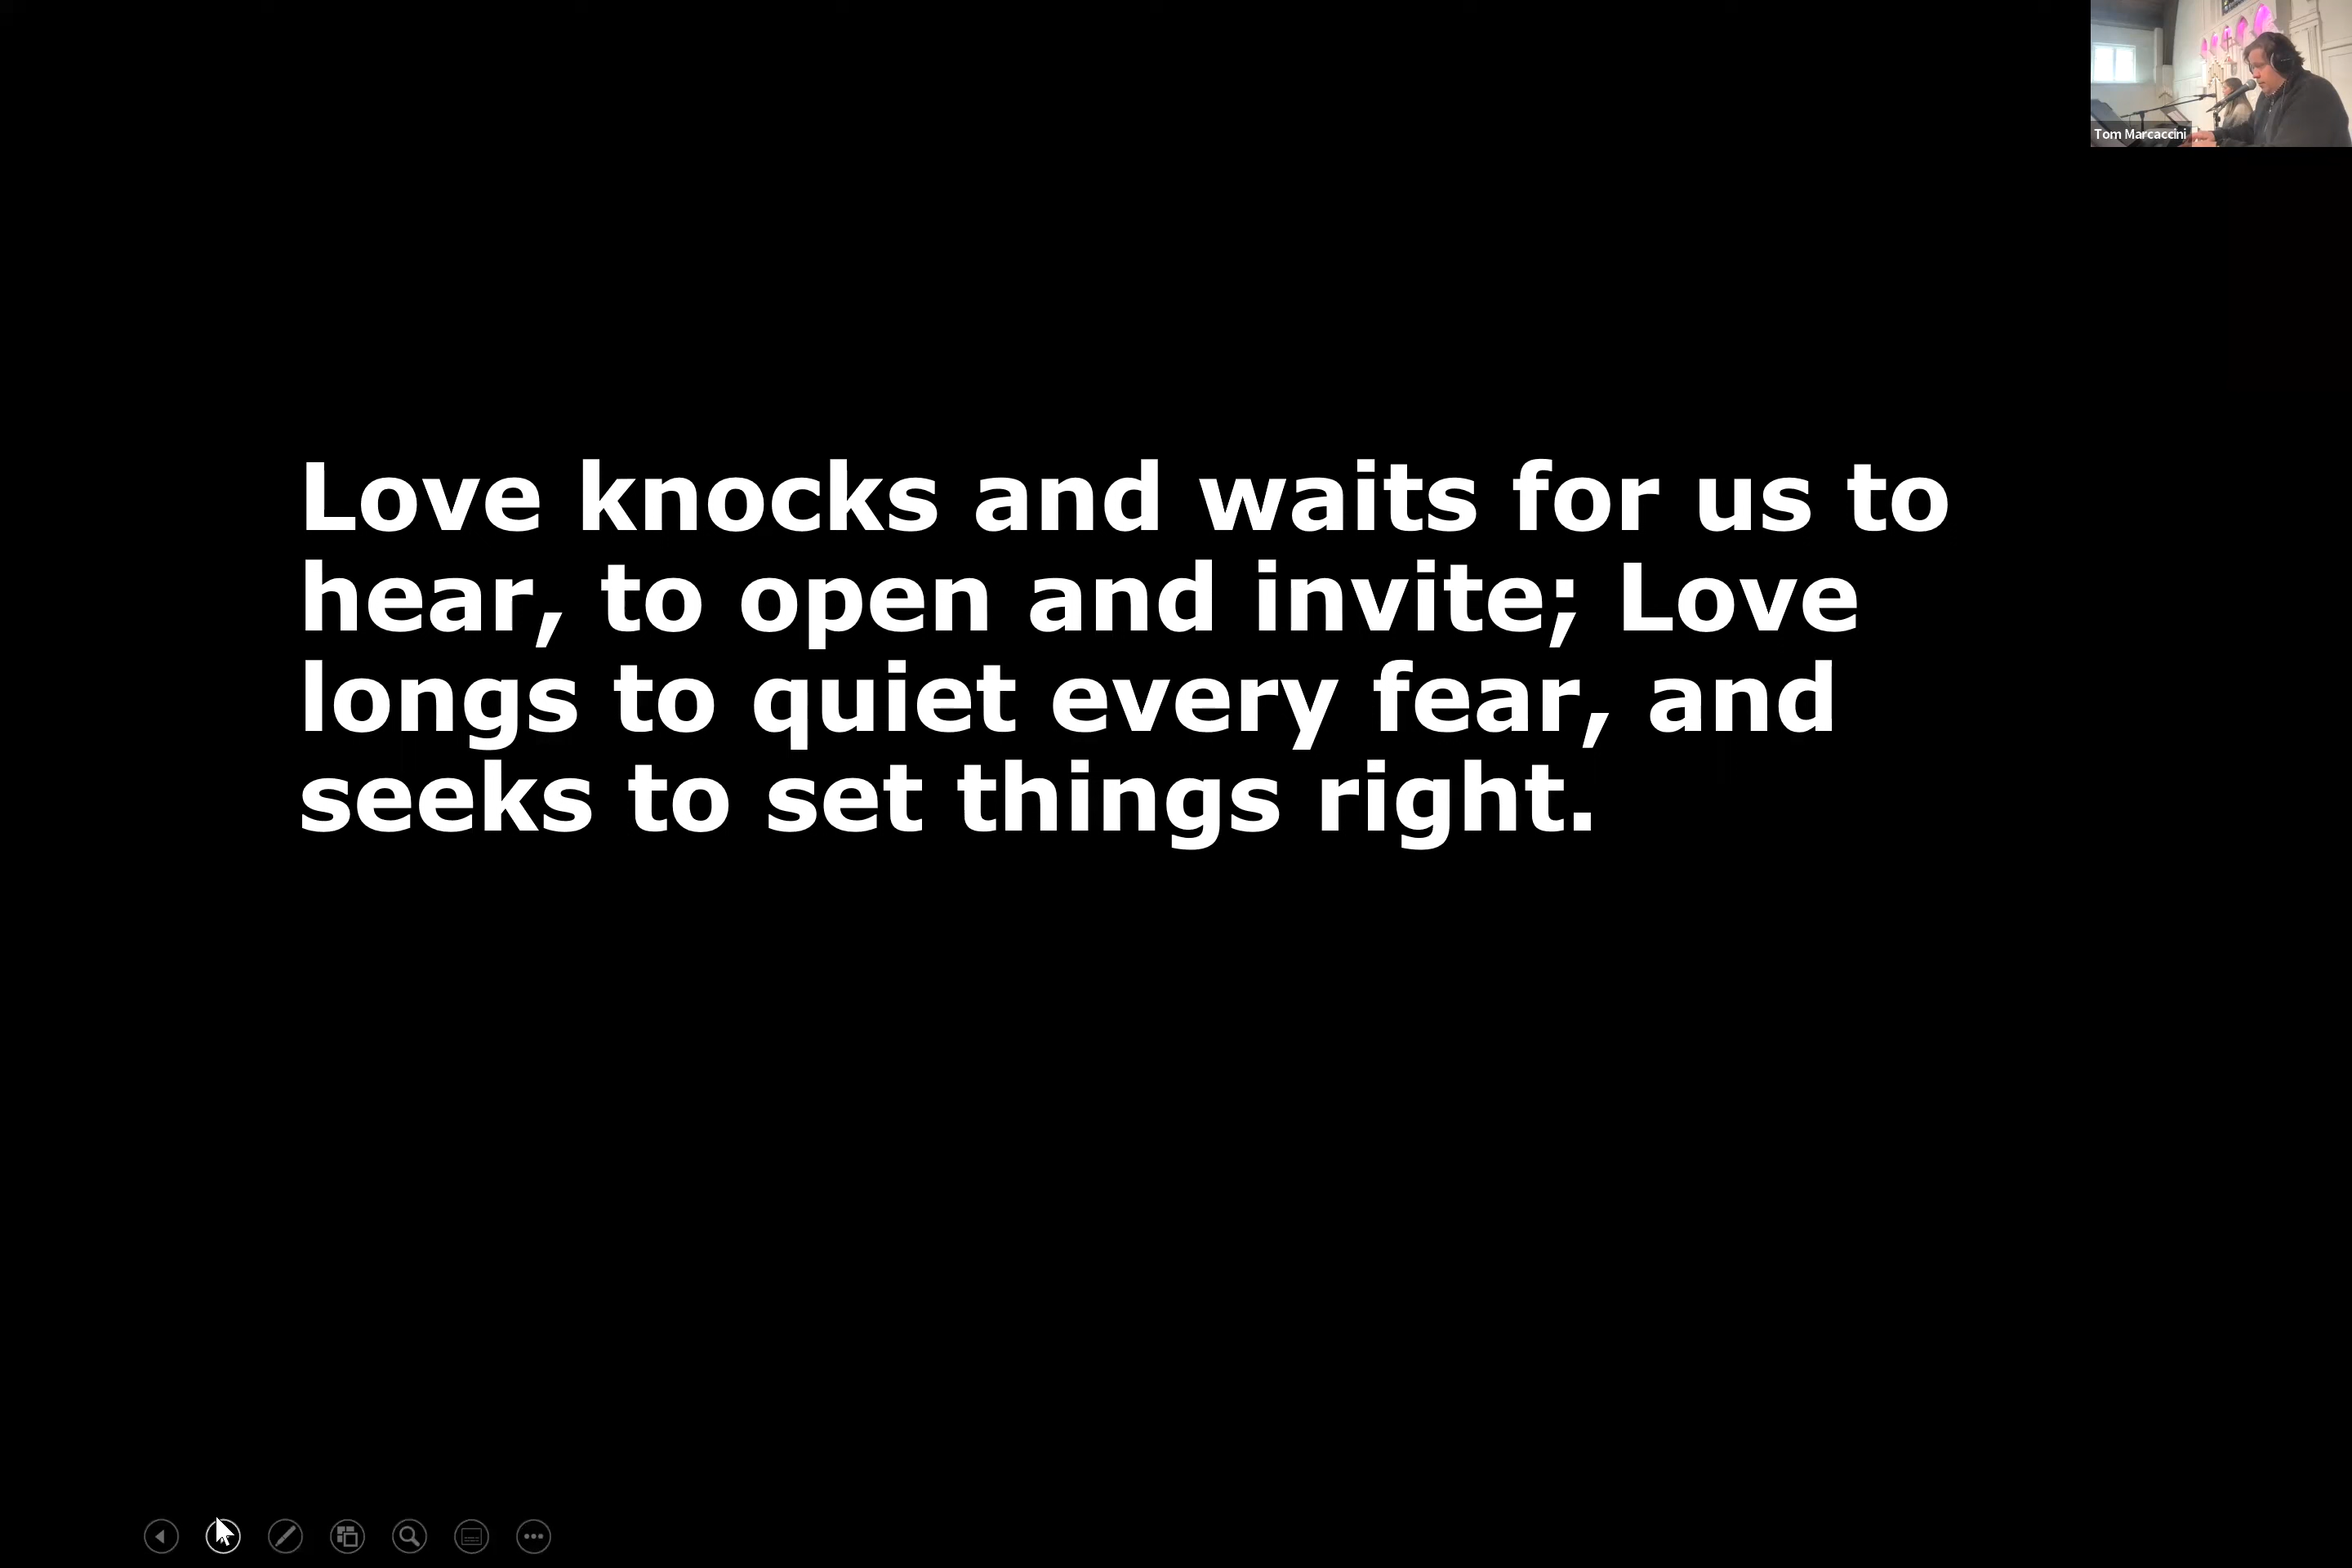 Tom Marcaccini
Love knocks and waits for us to
hear, to open and invite; Love
longs to quiet every fear, and
seeks to set things right.